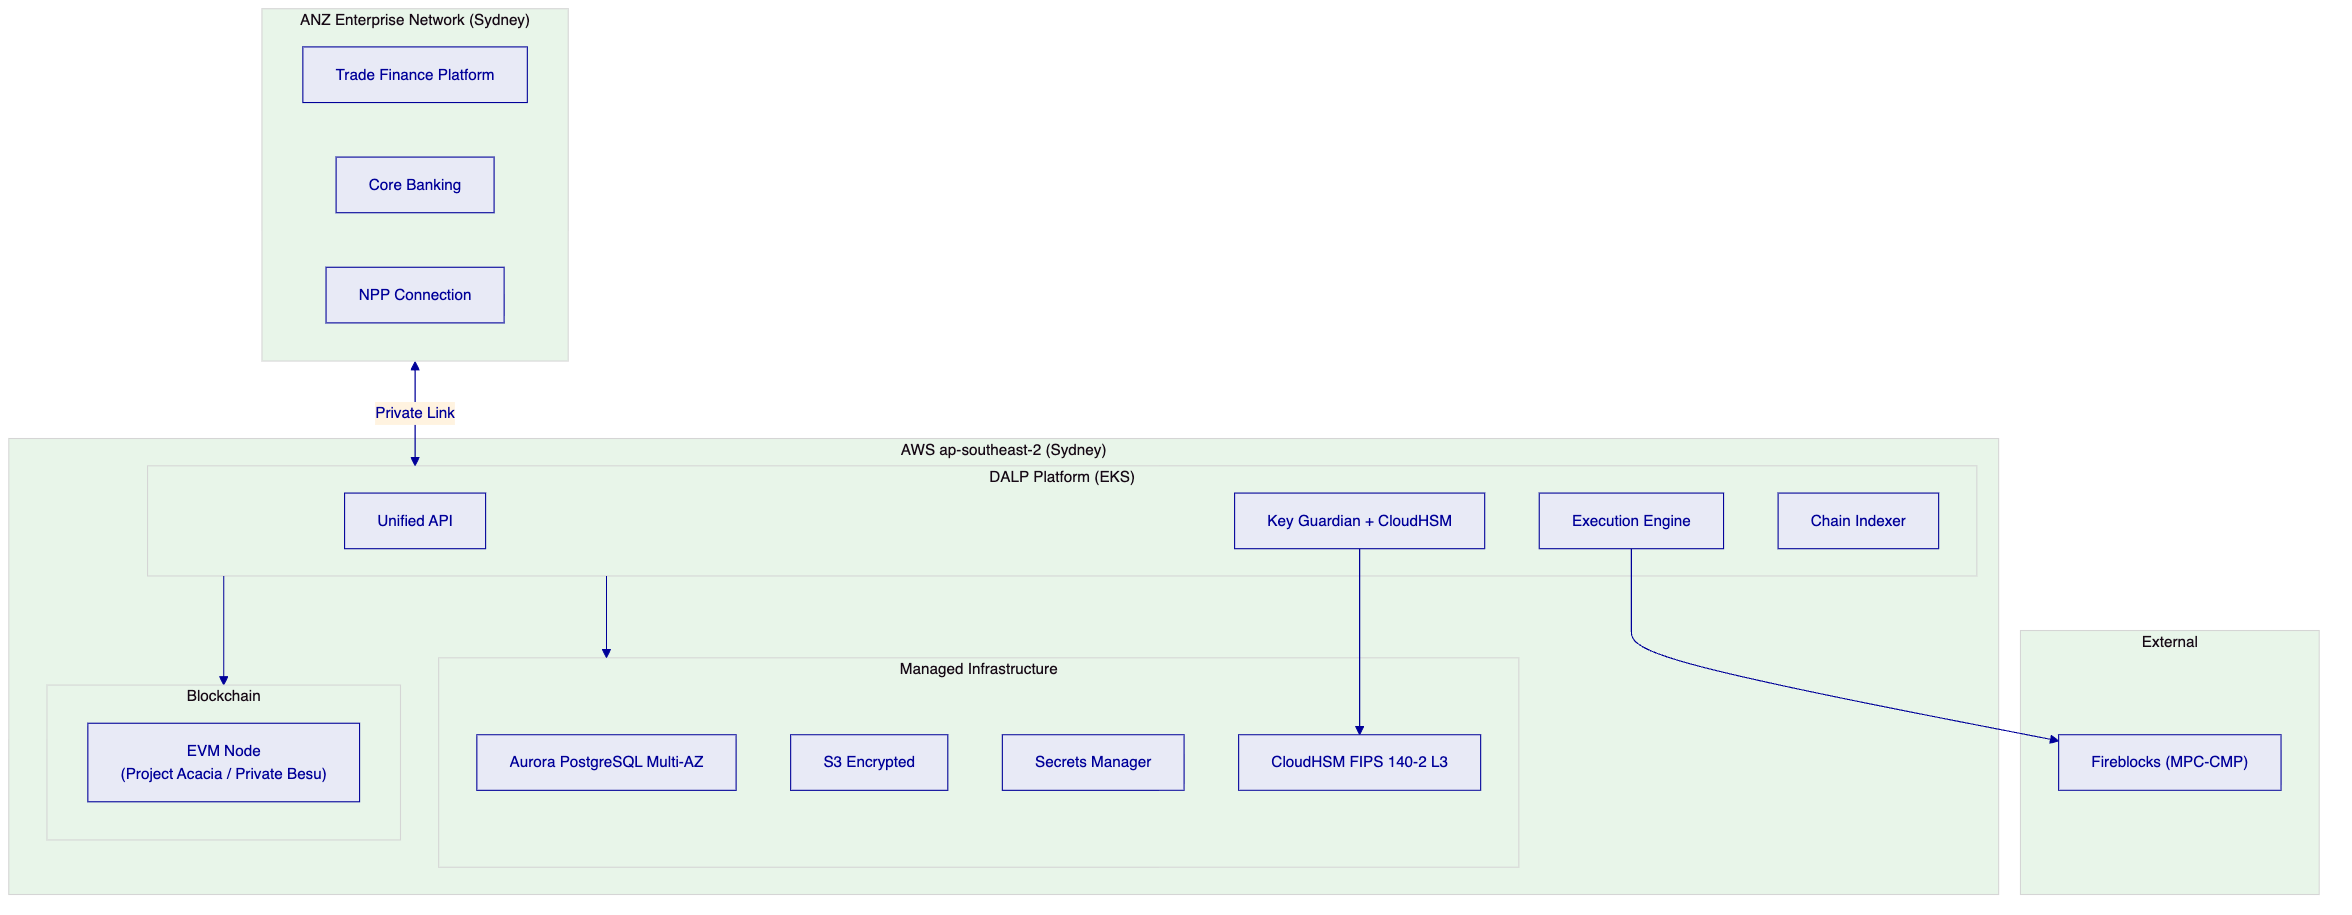 ANZ Enterprise Network (Sydney)
Trade Finance Platform
Core Banking
NPP Connection
Private Link
AWS ap-southeast-2 (Sydney)
DALP Platform (EKS)
Unified API
Key Guardian + CloudHSM
Execution Engine
Chain Indexer
Blockchain
EVM Node
(Project Acacia / Private Besu)
Managed Infrastructure
Aurora PostgreSQL Multi-AZ
S3 Encrypted
Secrets Manager
CloudHSM FIPS 140-2 L3
External
Fireblocks (MPC-CMP)